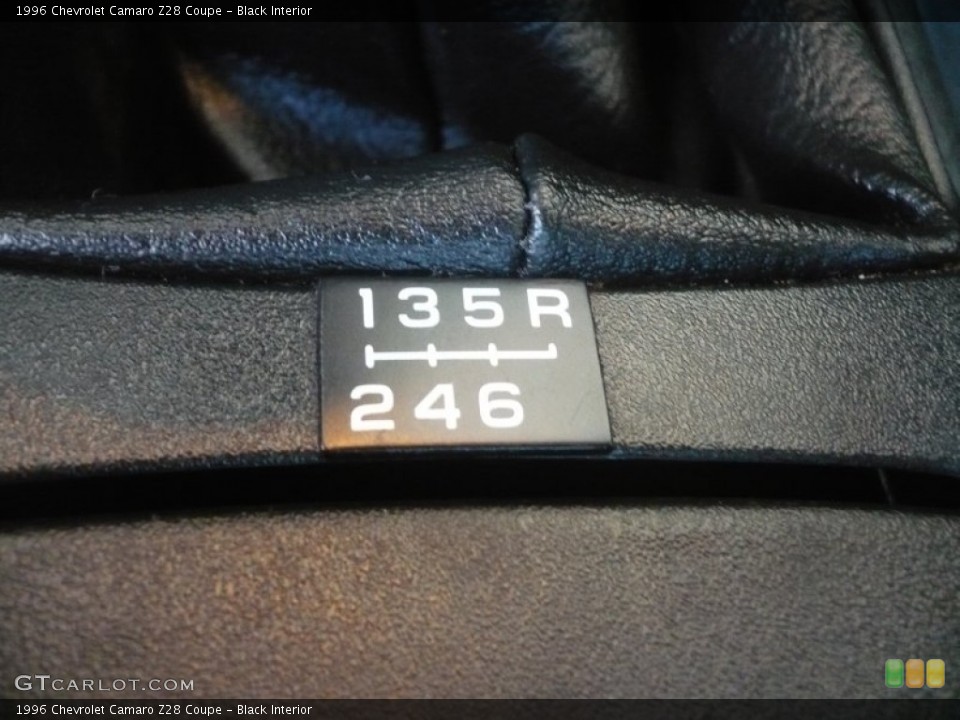 1996 Chevrolet Camaro Z28 Coupe - Black Interior
1 3 5 R
2 4 6
GTCARLOT.COM
1996 Chevrolet Camaro Z28 Coupe - Black Interior